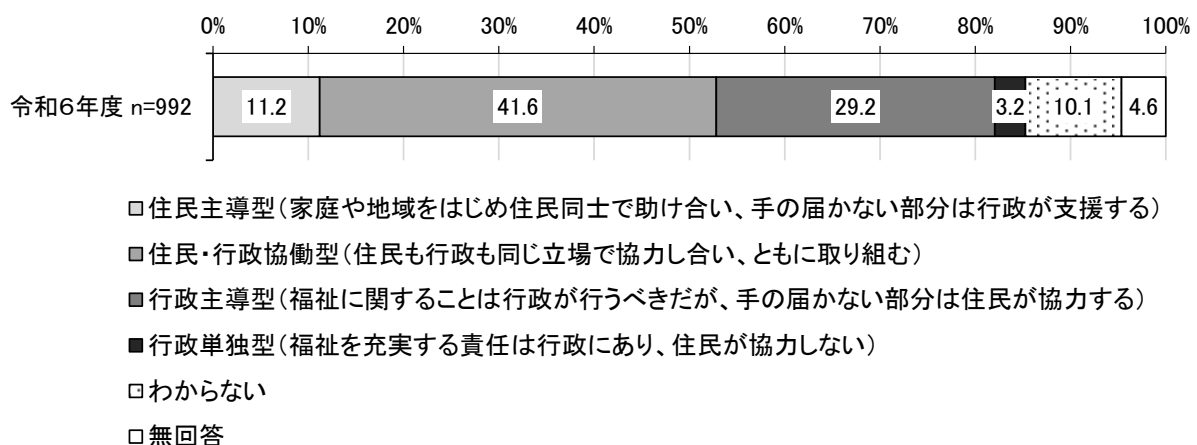 0% 10% 20% 30% 40% 50% 60% 70% 80% 90% 100%
令和6年度 n=992 11.2 41.6 29.2 3.2 10.1 4.6
住民主導型(家庭や地域をはじめ住民同士で助け合い、手の届かない部分は行政が支援する)
住民・行政協働型(住民も行政も同じ立場で協力し合い、ともに取り組む)
行政主導型(福祉に関することは行政が行うべきだが、手の届かない部分は住民が協力する)
行政単独型(福祉を充実する責任は行政にあり、住民が協力しない)
わからない
無回答